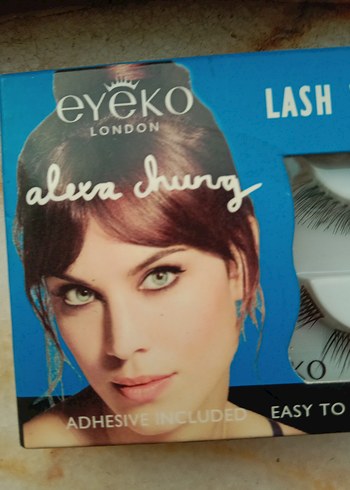 eyeko
LONDON
LASH
alexa chung
ADHESIVE INCLUDED
EASY TO